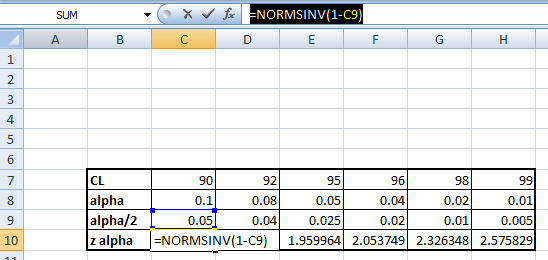 SUM =NORMSINV(1-C9)
A B C D E F G H
1
2
3
4
5
6
7 CL 90 92 95 96 98 99
8 alpha 0.1 0.08 0.05 0.04 0.02 0.01
9 alpha/2 0.05 0.04 0.025 0.02 0.01 0.005
10 z alpha =NORMSINV(1-C9) 1.959964 2.053749 2.326348 2.575829
11